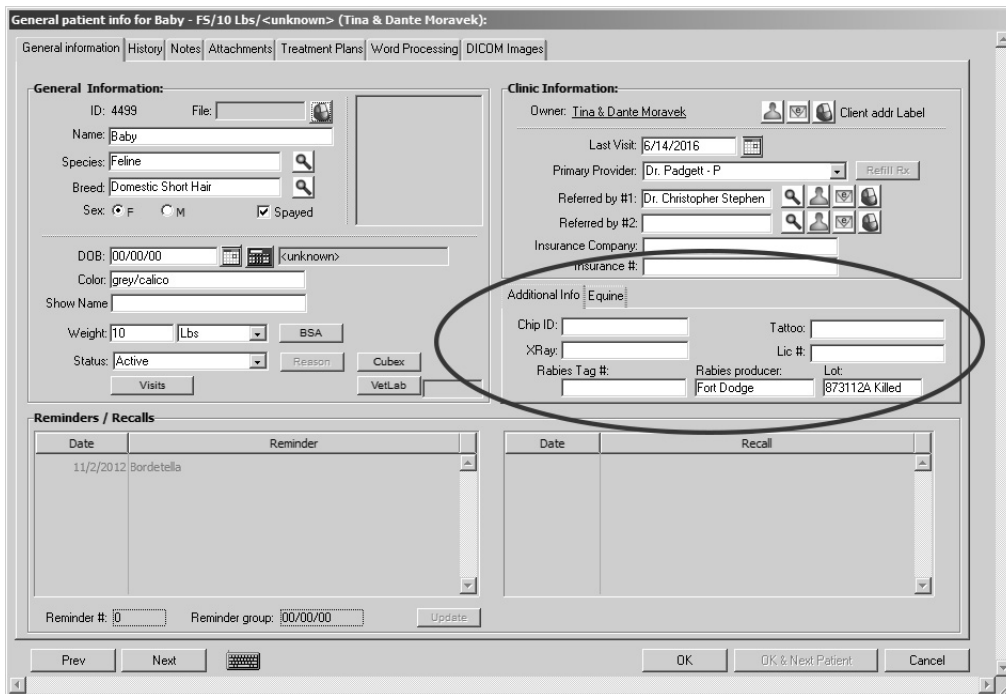 General patient info for Baby - FS/10 Lbs/<unknown> (Tina & Dante Moravek):
General information History Notes Attachments Treatment Plans Word Processing DICOM Images
General Information:
ID: 4499 File:
Name: Baby
Species: Feline
Breed: Domestic Short Hair
Sex: F M Spayed
DOB: 00/00/00 <unknown>
Color: grey/calico
Show Name
Weight: 10 Lbs BSA
Status: Active Reason Cubex
Visits VetLab
Clinic Information:
Owner: Tina & Dante Moravek Client addr Label
Last Visit: 6/14/2016
Primary Provider: Dr. Padgett - P Refill Rx
Referred by #1: Dr. Christopher Stephen
Referred by #2:
Insurance Company:
Insurance #:
Additional Info Equine
Chip ID: Tattoo:
XRay: Lic #:
Rabies Tag #: Rabies producer: Lot:
Fort Dodge 873112A Killed
Reminders / Recalls
Date Reminder Date Recall
11/2/2012 Bordetella
Reminder #: 0 Reminder group: 00/00/00 Update
Prev Next OK OK & Next Patient Cancel